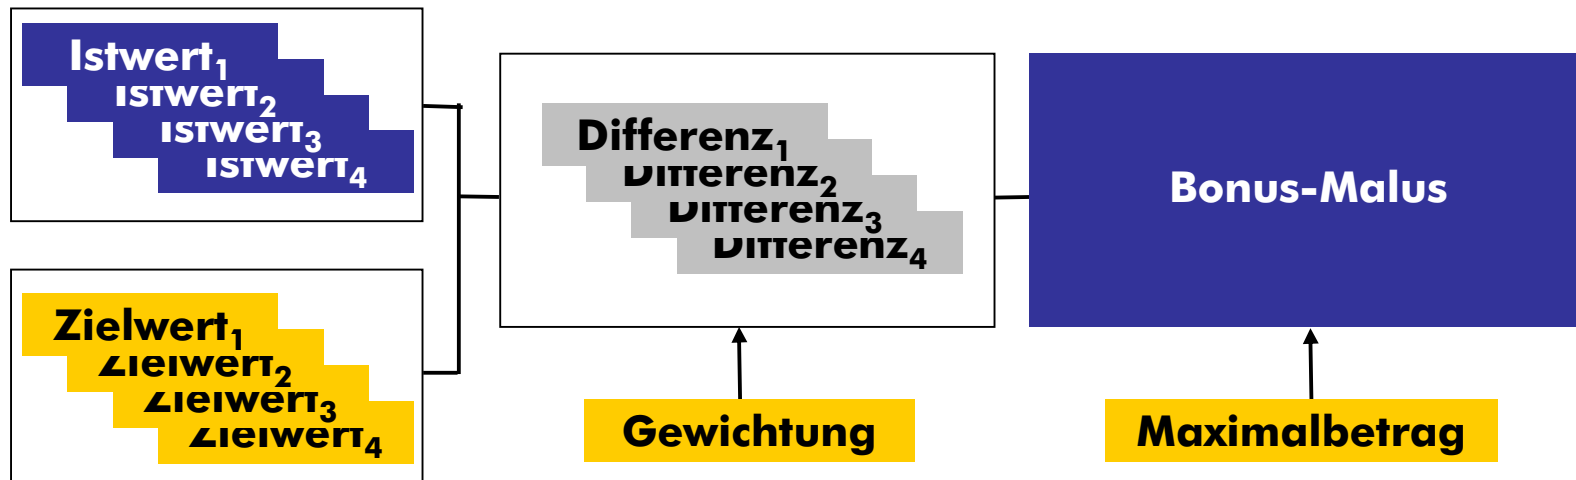 Istwert₁
Istwert₂
Istwert₃
Istwert₄
Zielwert₁
Zielwert₂
Zielwert₃
Zielwert₄
Differenz₁
Differenz₂
Differenz₃
Differenz₄
Gewichtung
Bonus-Malus
Maximalbetrag